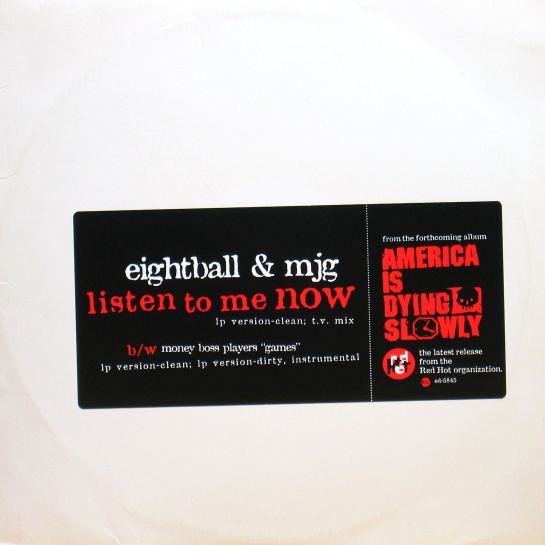 eightball & mjg
listen to me now
lp version-clean; t.v. mix
b/w money boss players "games"
lp version-clean; lp version-dirty, instrumental
from the forthcoming album
AMERICA
IS
DYING
SLOWLY
the latest release
from the
Red Hot organization.
ed-5845